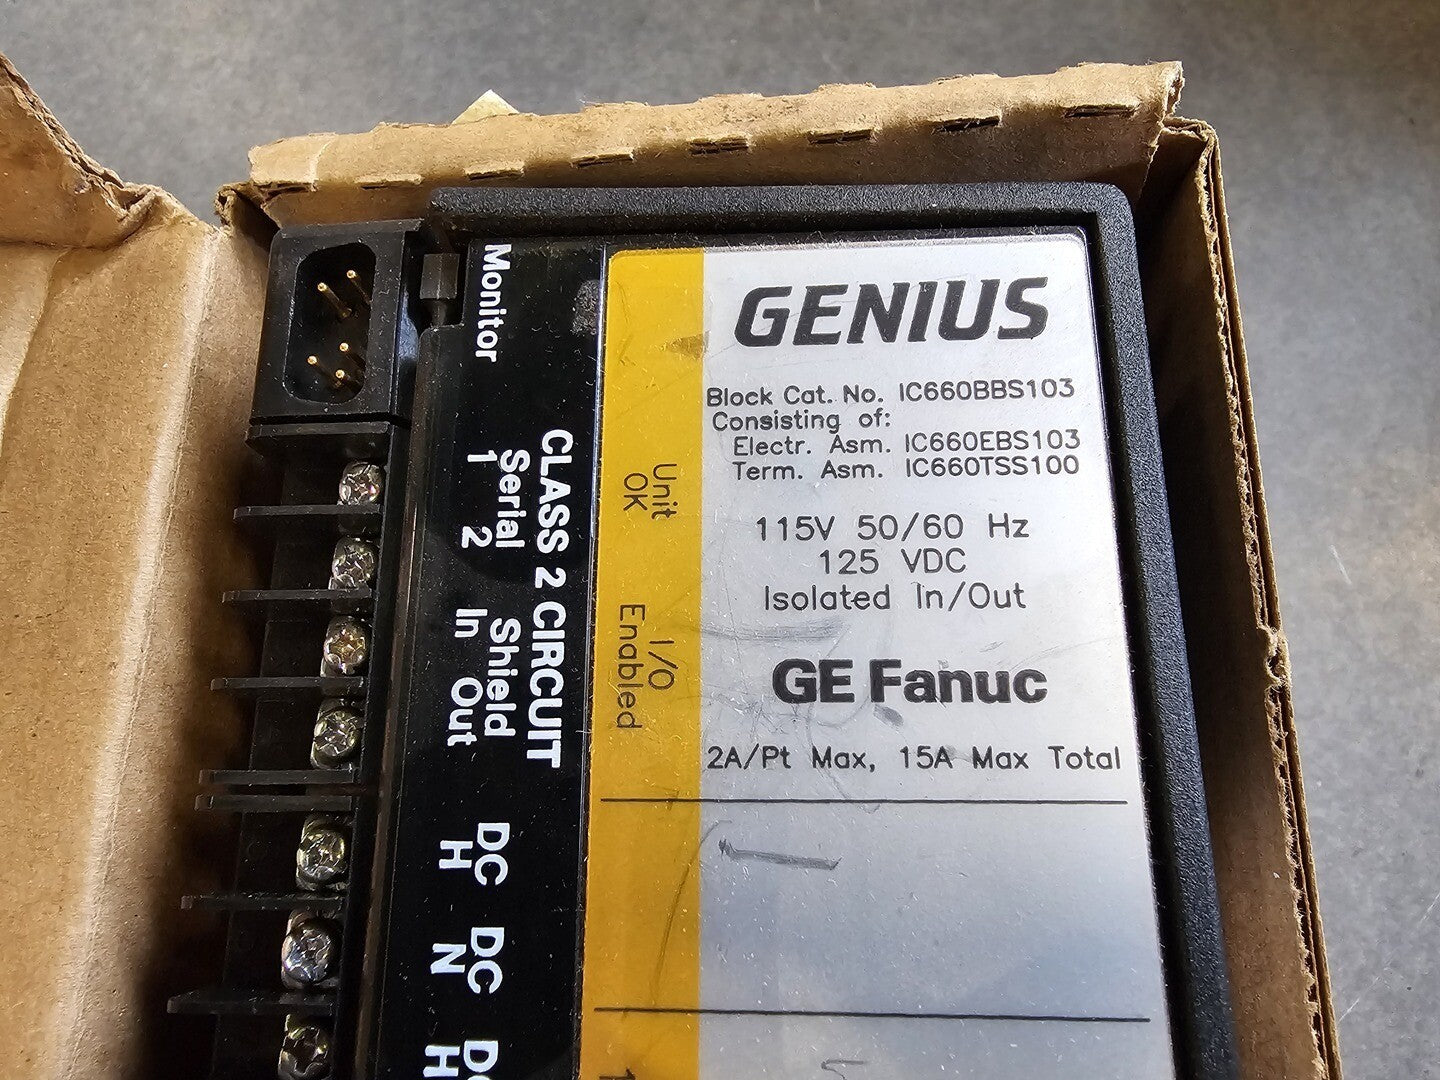 Monitor
CLASS 2 CIRCUIT
Serial
1 2
Shield
In Out
DC
H
DC
N
DC
H
Unit
OK
I/O
Enabled
1
GENIUS
Block Cat. No. IC660BBS103
Consisting of:
Electr. Asm. IC660EBS103
Term. Asm. IC660TSS100
115V 50/60 Hz
125 VDC
Isolated In/Out
GE Fanuc
2A/Pt Max, 15A Max Total